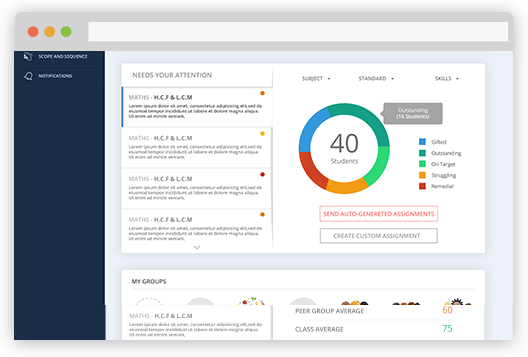 SCOPE AND SEQUENCE
NOTIFICATIONS
NEEDS YOUR ATTENTION
MATHS - H.C.F & L.C.M
Lorem ipsum dolor sit amet, consectetur adipisicing elit,sed do
eiusmod tempor incididunt ut labore et dolore magna aliqua.
Ut enim ad minim veniam,
MATHS - H.C.F & L.C.M
Lorem ipsum dolor sit amet, consectetur adipisicing elit,sed do
eiusmod tempor incididunt ut labore et dolore magna aliqua.
Ut enim ad minim veniam,
MATHS - H.C.F & L.C.M
Lorem ipsum dolor sit amet, consectetur adipisicing elit,sed do
eiusmod tempor incididunt ut labore et dolore magna aliqua.
Ut enim ad minim veniam,
MATHS - H.C.F & L.C.M
Lorem ipsum dolor sit amet, consectetur adipisicing elit,sed do
eiusmod tempor incididunt ut labore et dolore magna aliqua.
Ut enim ad minim veniam,
SUBJECT
STANDARD
SKILLS
Outstanding
(16 Students)
40
Students
Gifted
Outstanding
On Target
Struggling
Remedial
SEND AUTO-GENERETED ASSIGNMENTS
CREATE CUSTOM ASSIGNMENT
MY GROUPS
MATHS - H.C.F & L.C.M
Lorem ipsum dolor sit amet, consectetur adipisicing elit,sed do
eiusmod tempor incididunt ut labore et dolore magna aliqua.
PEER GROUP AVERAGE 60
CLASS AVERAGE 75